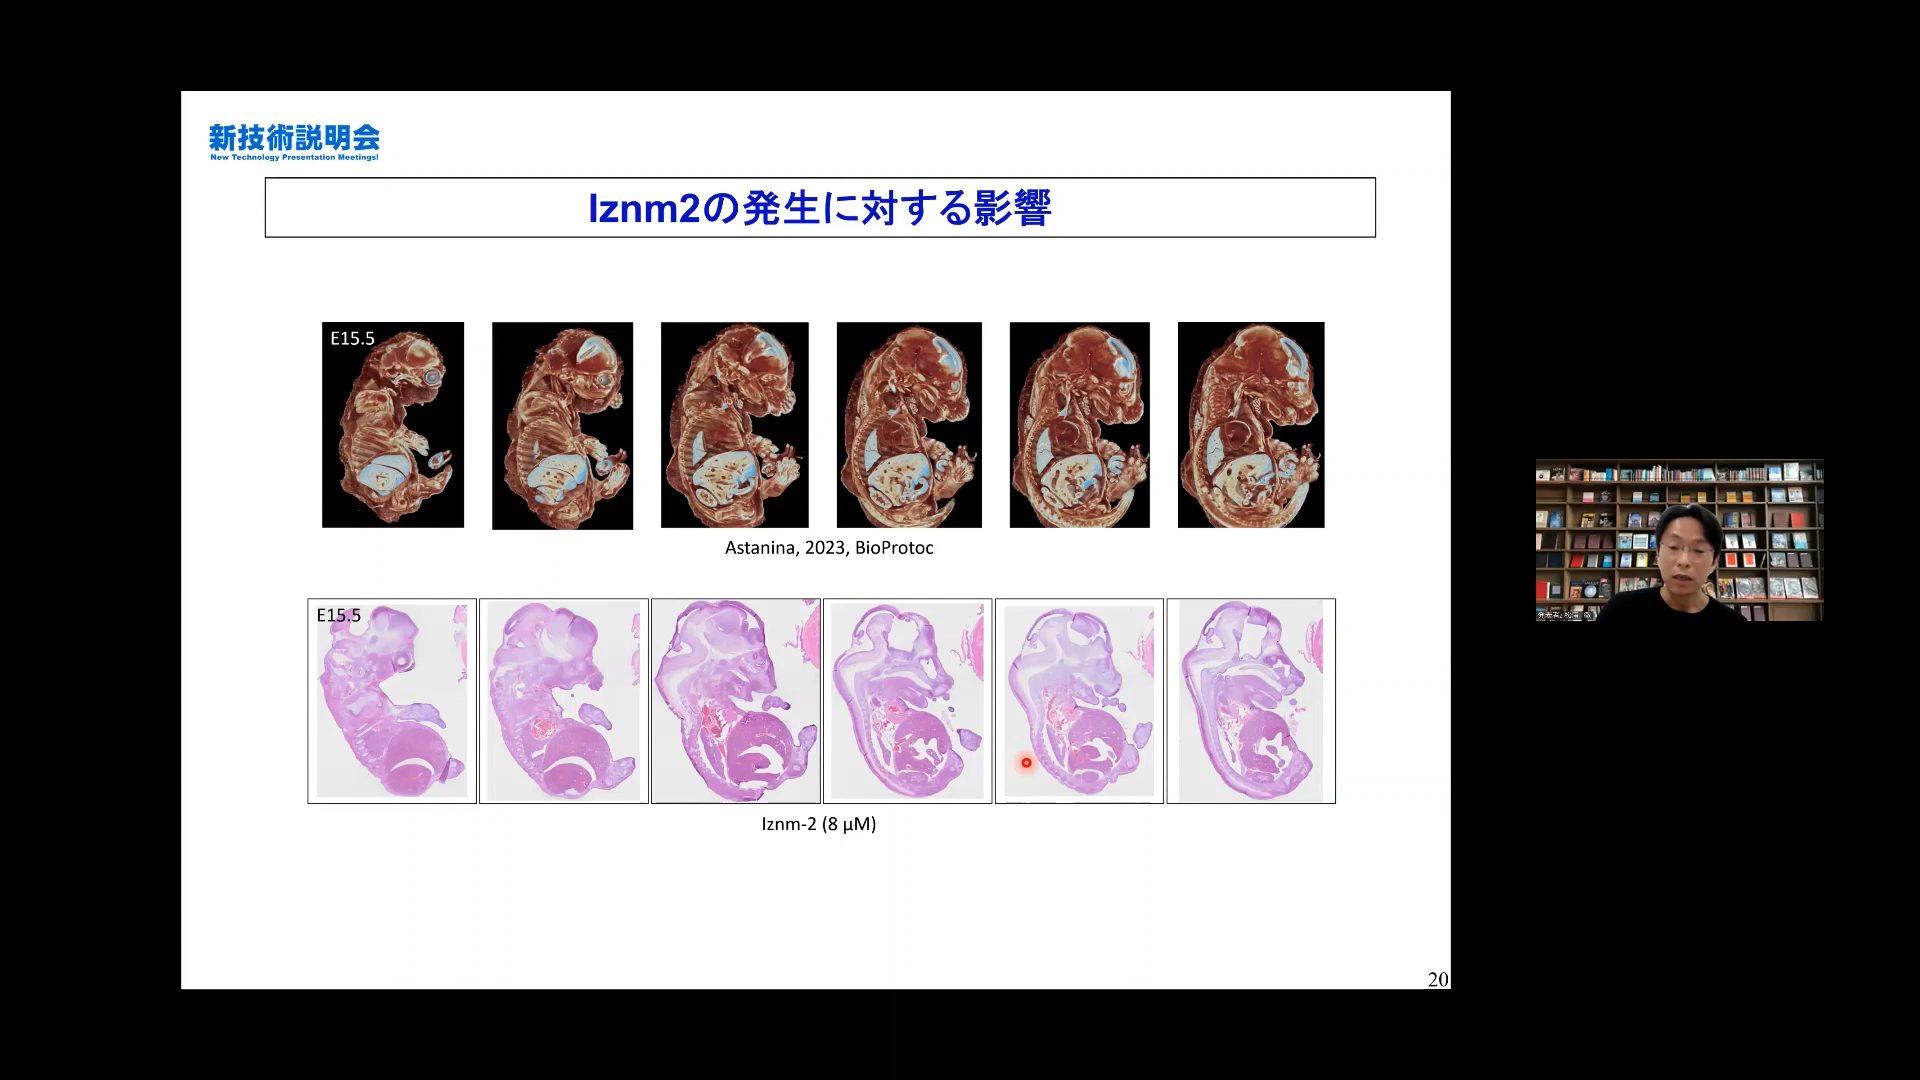 新技術説明会
New Technology Presentation Meetings!
Iznm2の発生に対する影響
E15.5
Astanina, 2023, BioProtoc
E15.5
Iznm-2 (8 µM)
20